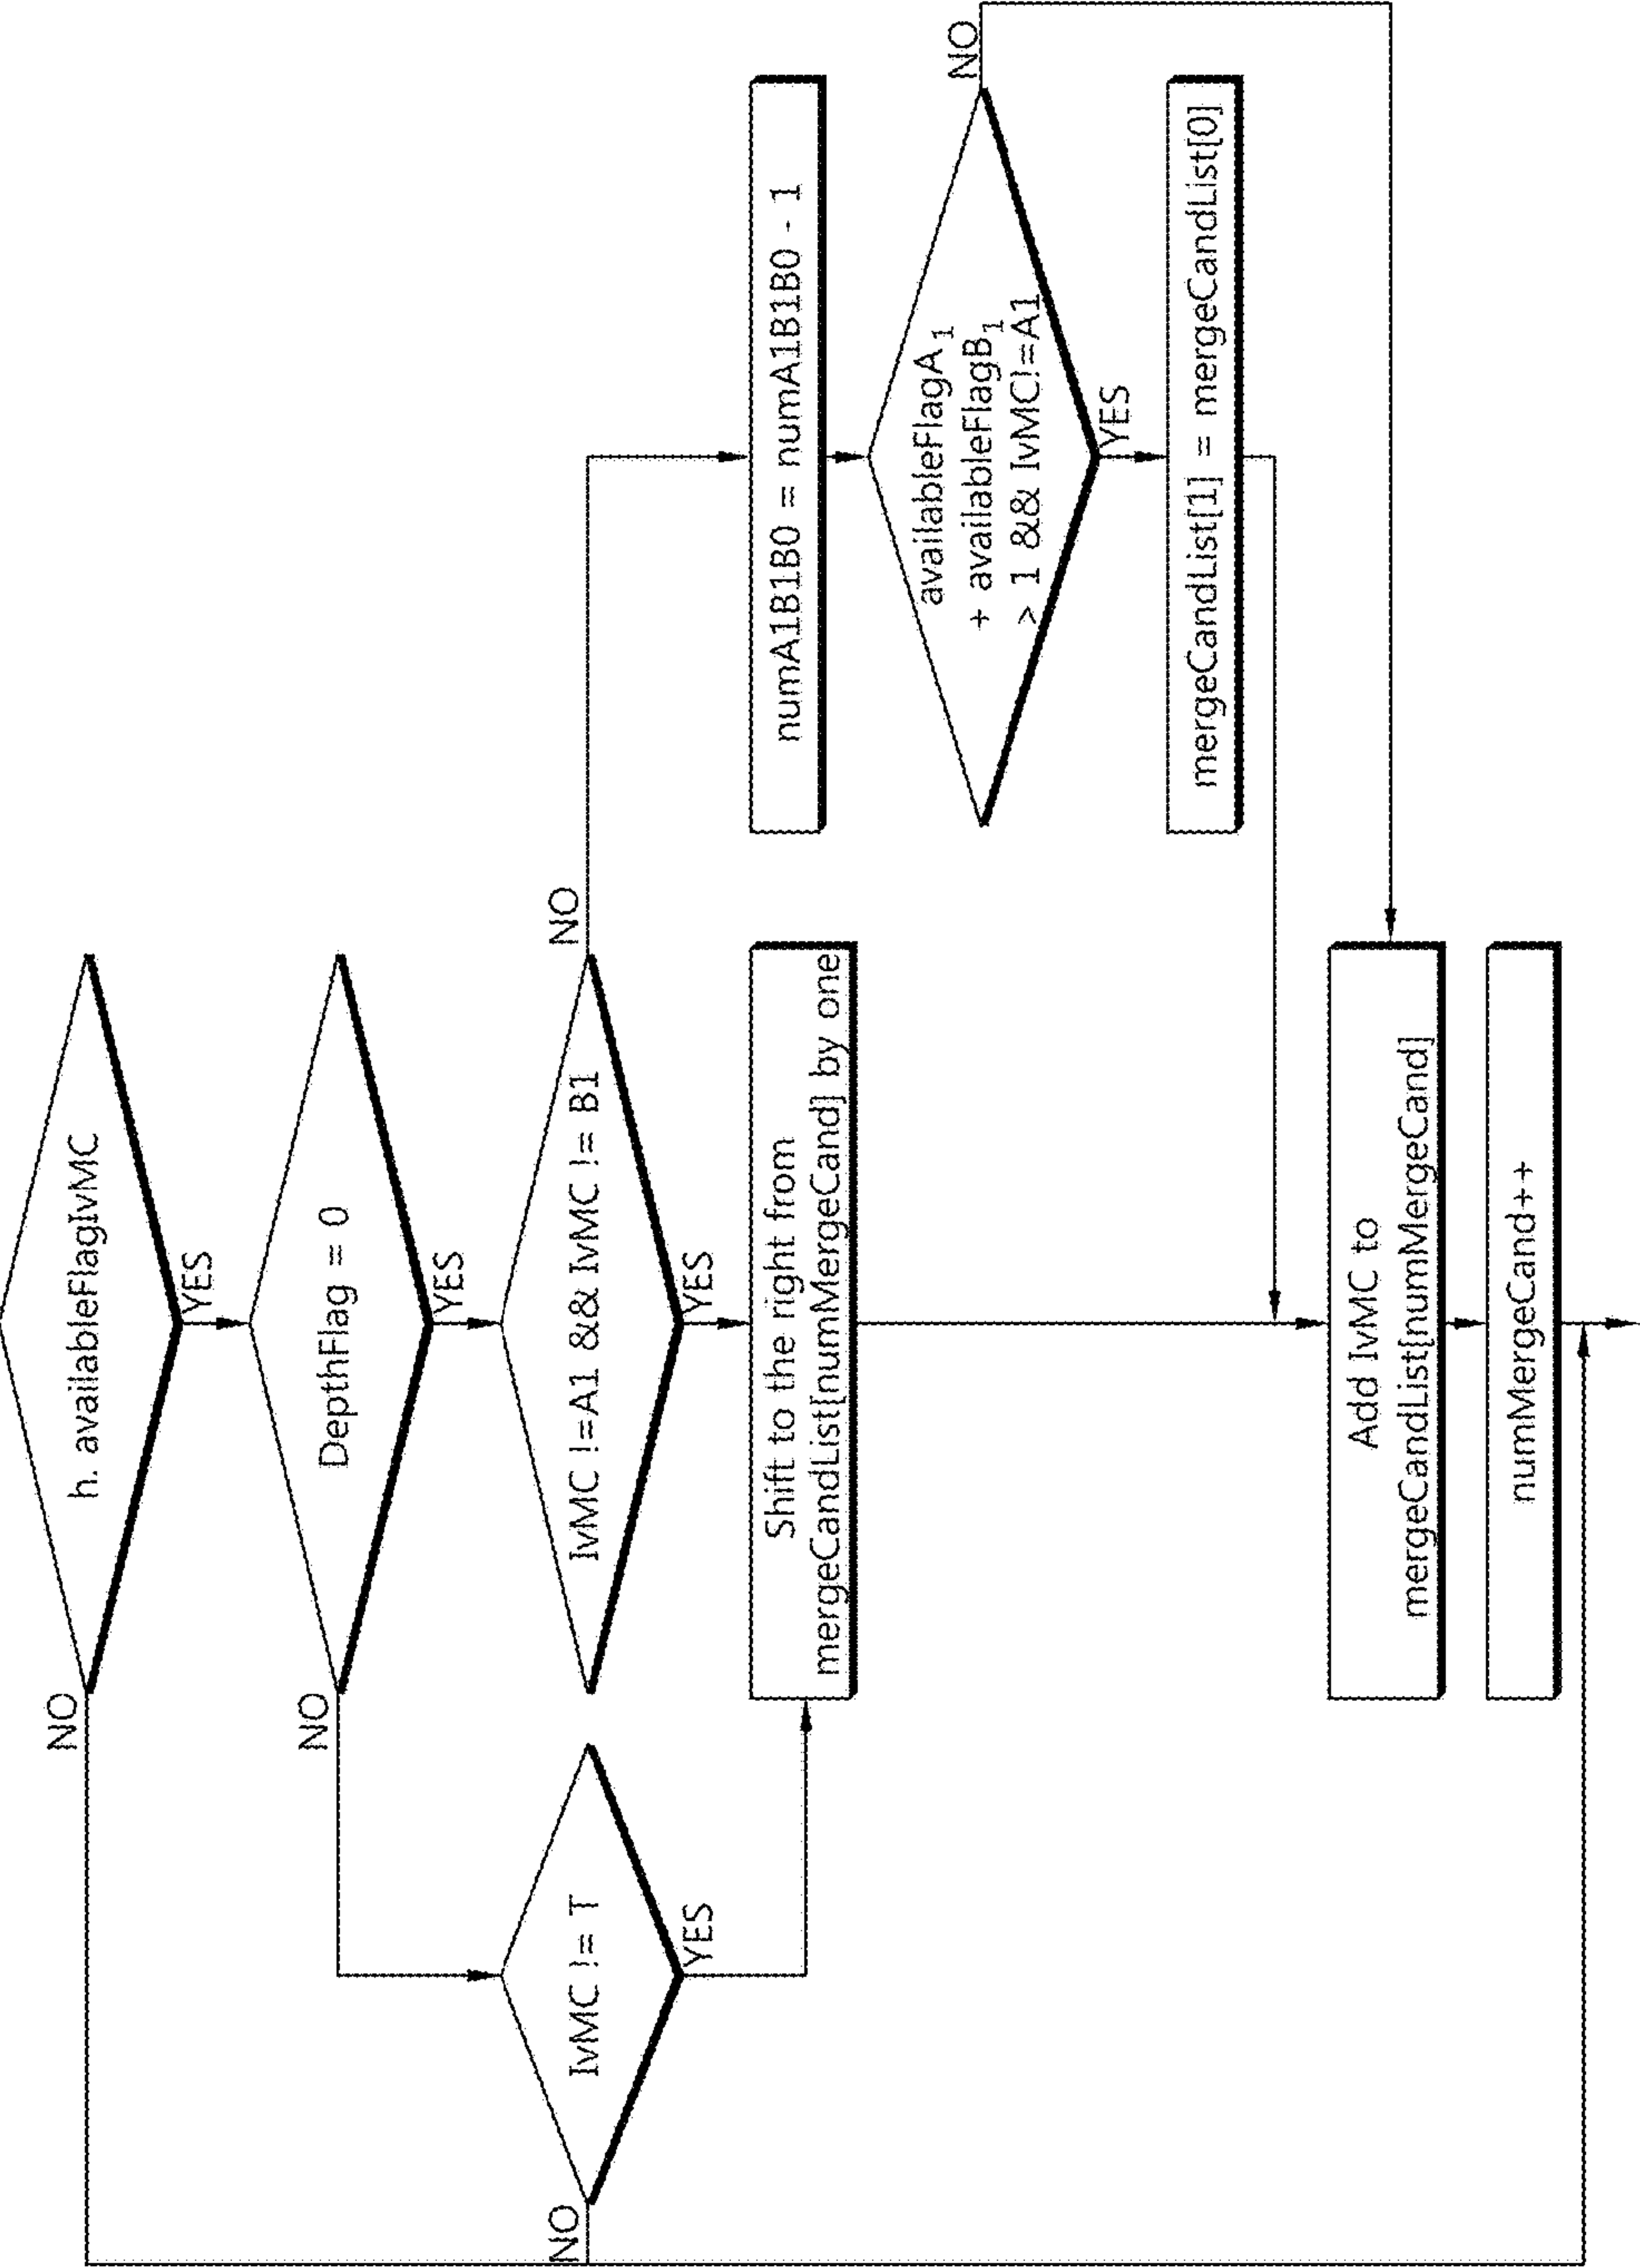 h. availableFlagIvMC
NO
YES
DepthFlag = 0
NO
YES
IvMC != T
NO
YES
IvMC !=A1 && IvMC != B1
NO
YES
Shift to the right from
mergeCandList[numMergeCand] by one
numA1B1B0 = numA1B1B0 - 1
availableFlagA1
+ availableFlagB1
> 1 && IvMC!=A1
NO
YES
mergeCandList[1] = mergeCandList[0]
Add IvMC to
mergeCandList[numMergeCand]
numMergeCand++